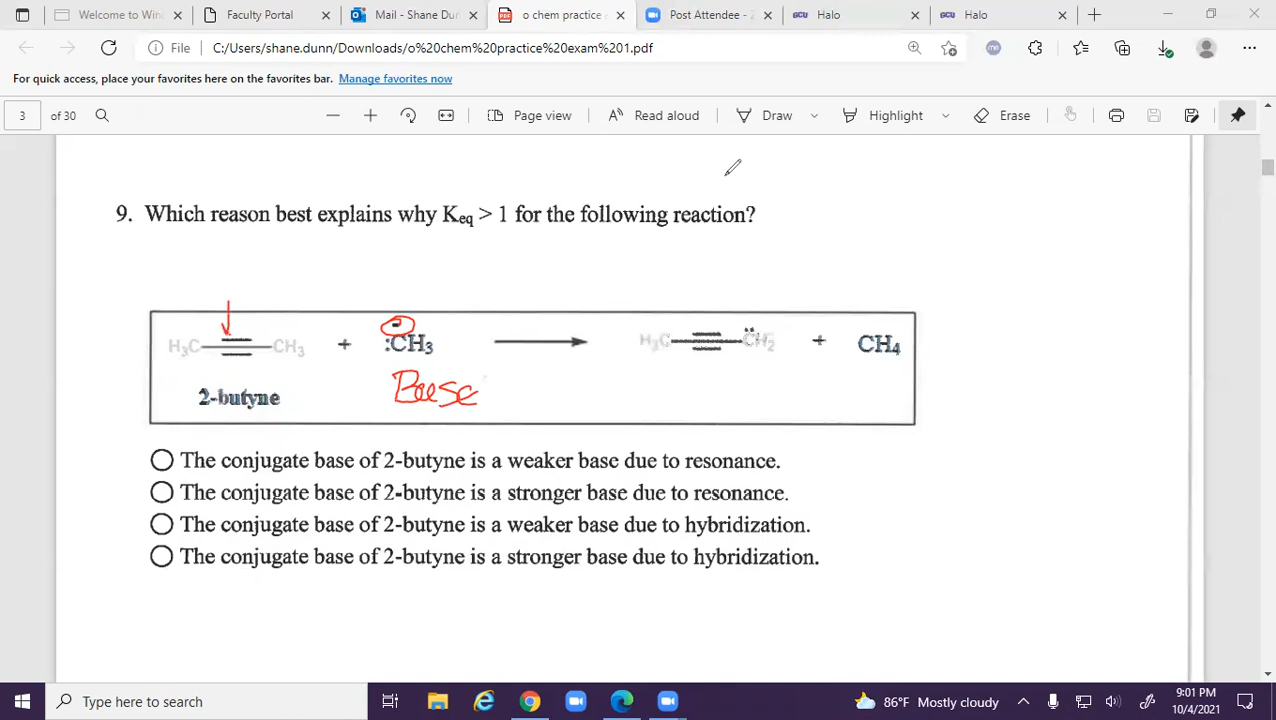 Welcome to Win
Faculty Portal
Mail - Shane Dun
o chem practice e
Post Attendee - Z
GCU Halo
GCU Halo
File C:/Users/shane.dunn/Downloads/o%20chem%20practice%20exam%201.pdf
For quick access, place your favorites here on the favorites bar. Manage favorites now
3 of 30 Page view Read aloud Draw Highlight Erase
9. Which reason best explains why Keq > 1 for the following reaction?
H₃C CH₃ + :CH₃ H₃C CH₂ + CH₄
2-butyne Base
The conjugate base of 2-butyne is a weaker base due to resonance.
The conjugate base of 2-butyne is a stronger base due to resonance.
The conjugate base of 2-butyne is a weaker base due to hybridization.
The conjugate base of 2-butyne is a stronger base due to hybridization.
Type here to search 86°F Mostly cloudy 9:01 PM
10/4/2021